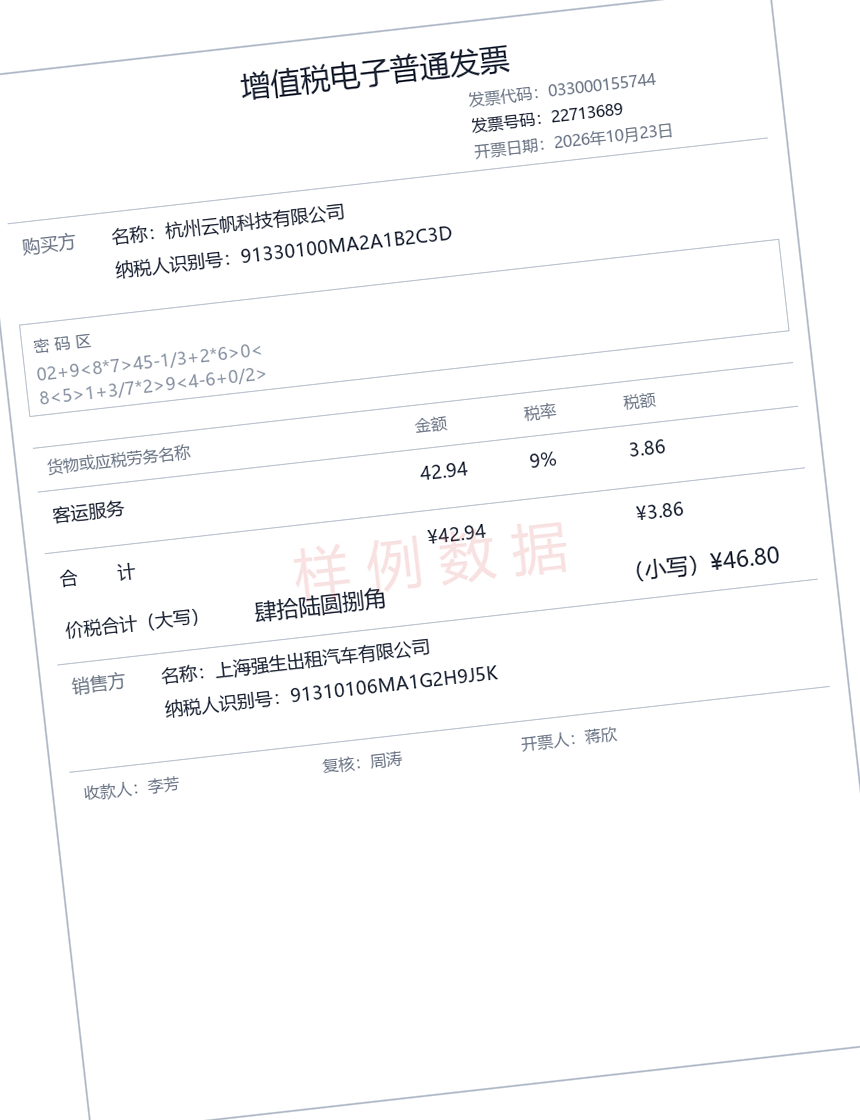 增值税电子普通发票
发票代码：033000155744
发票号码：22713689
开票日期：2026年10月23日
购买方
名称：杭州云帆科技有限公司
纳税人识别号：91330100MA2A1B2C3D
密码区
02+9<8*7>45-1/3+2*6>0<
8<5>1+3/7*2>9<4-6+0/2>
货物或应税劳务名称 金额 税率 税额
客运服务 42.94 9% 3.86
合 计 ¥42.94 ¥3.86
样例数据
价税合计（大写） 肆拾陆圆捌角 （小写）¥46.80
销售方
名称：上海强生出租汽车有限公司
纳税人识别号：91310106MA1G2H9J5K
收款人：李芳 复核：周涛 开票人：蒋欣